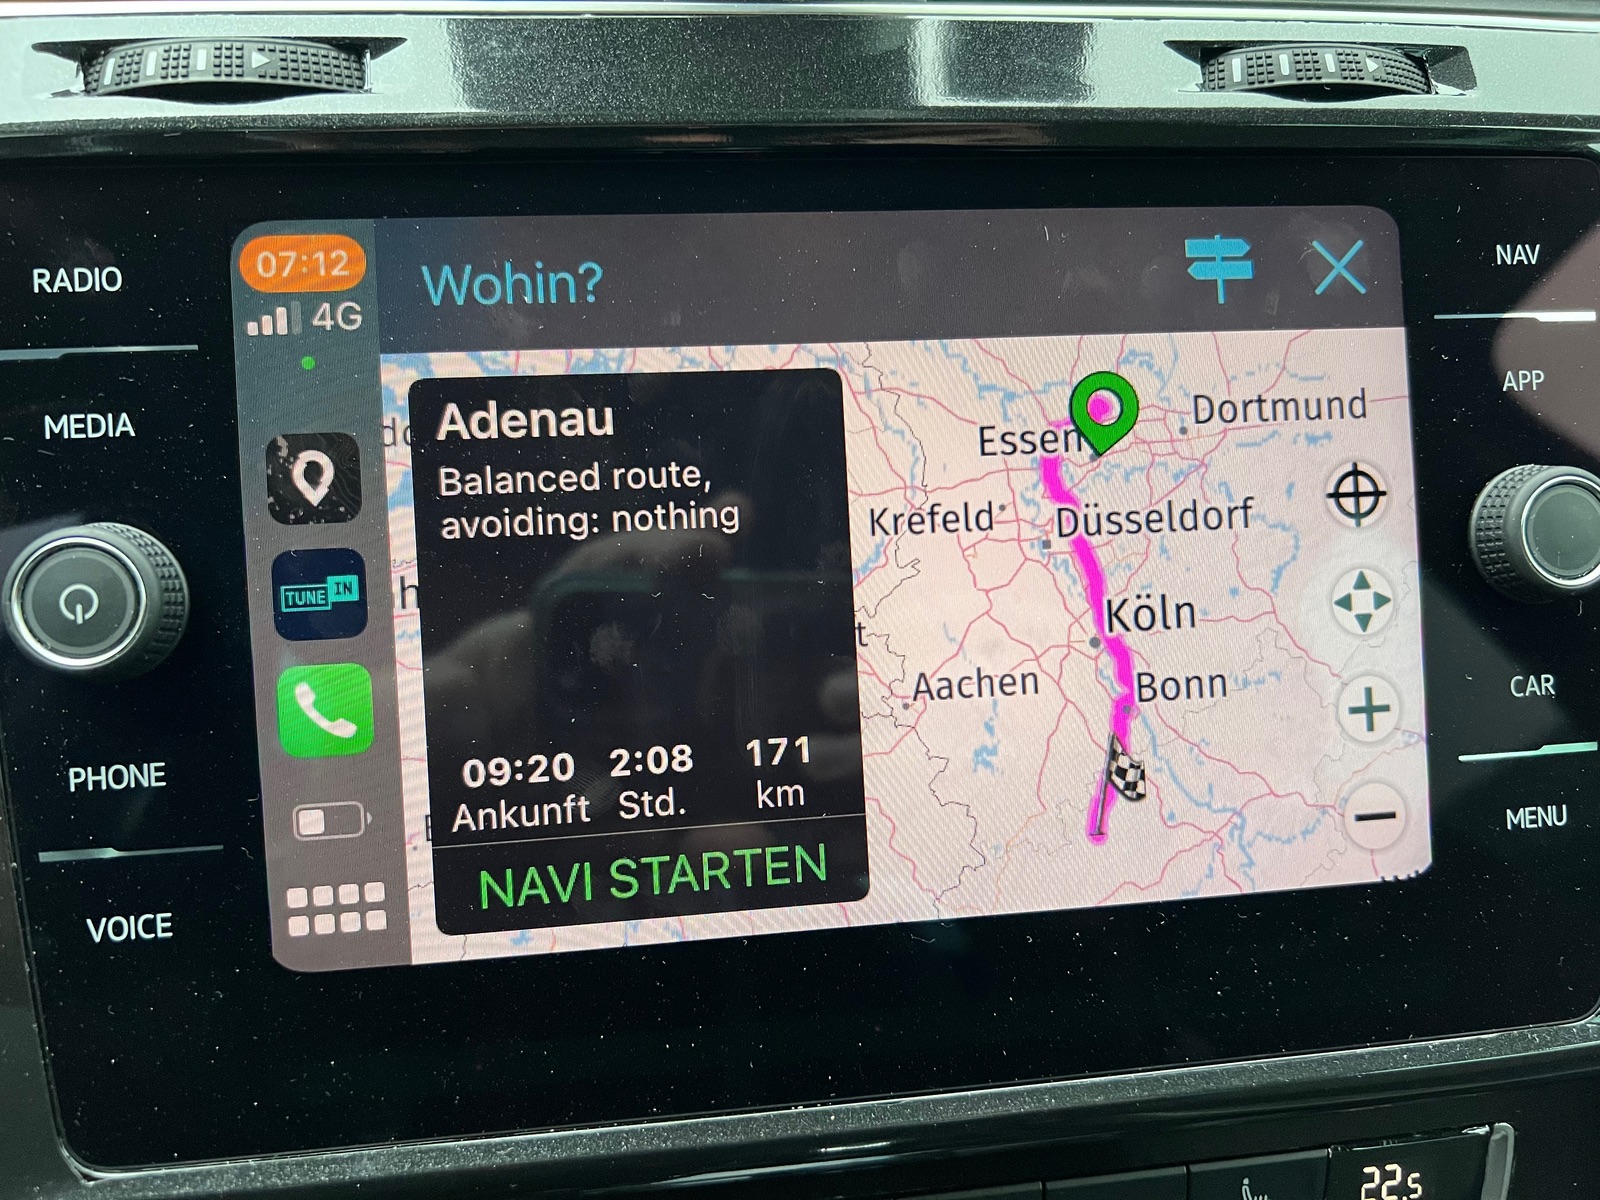 RADIO
MEDIA
PHONE
VOICE
07:12
4G
TUNE IN
Wohin?
Adenau
Balanced route,
avoiding: nothing
09:20 2:08 171
Ankunft Std. km
NAVI STARTEN
Essen
Dortmund
Krefeld
Düsseldorf
Köln
Aachen
Bonn
NAV
APP
CAR
MENU
22.5